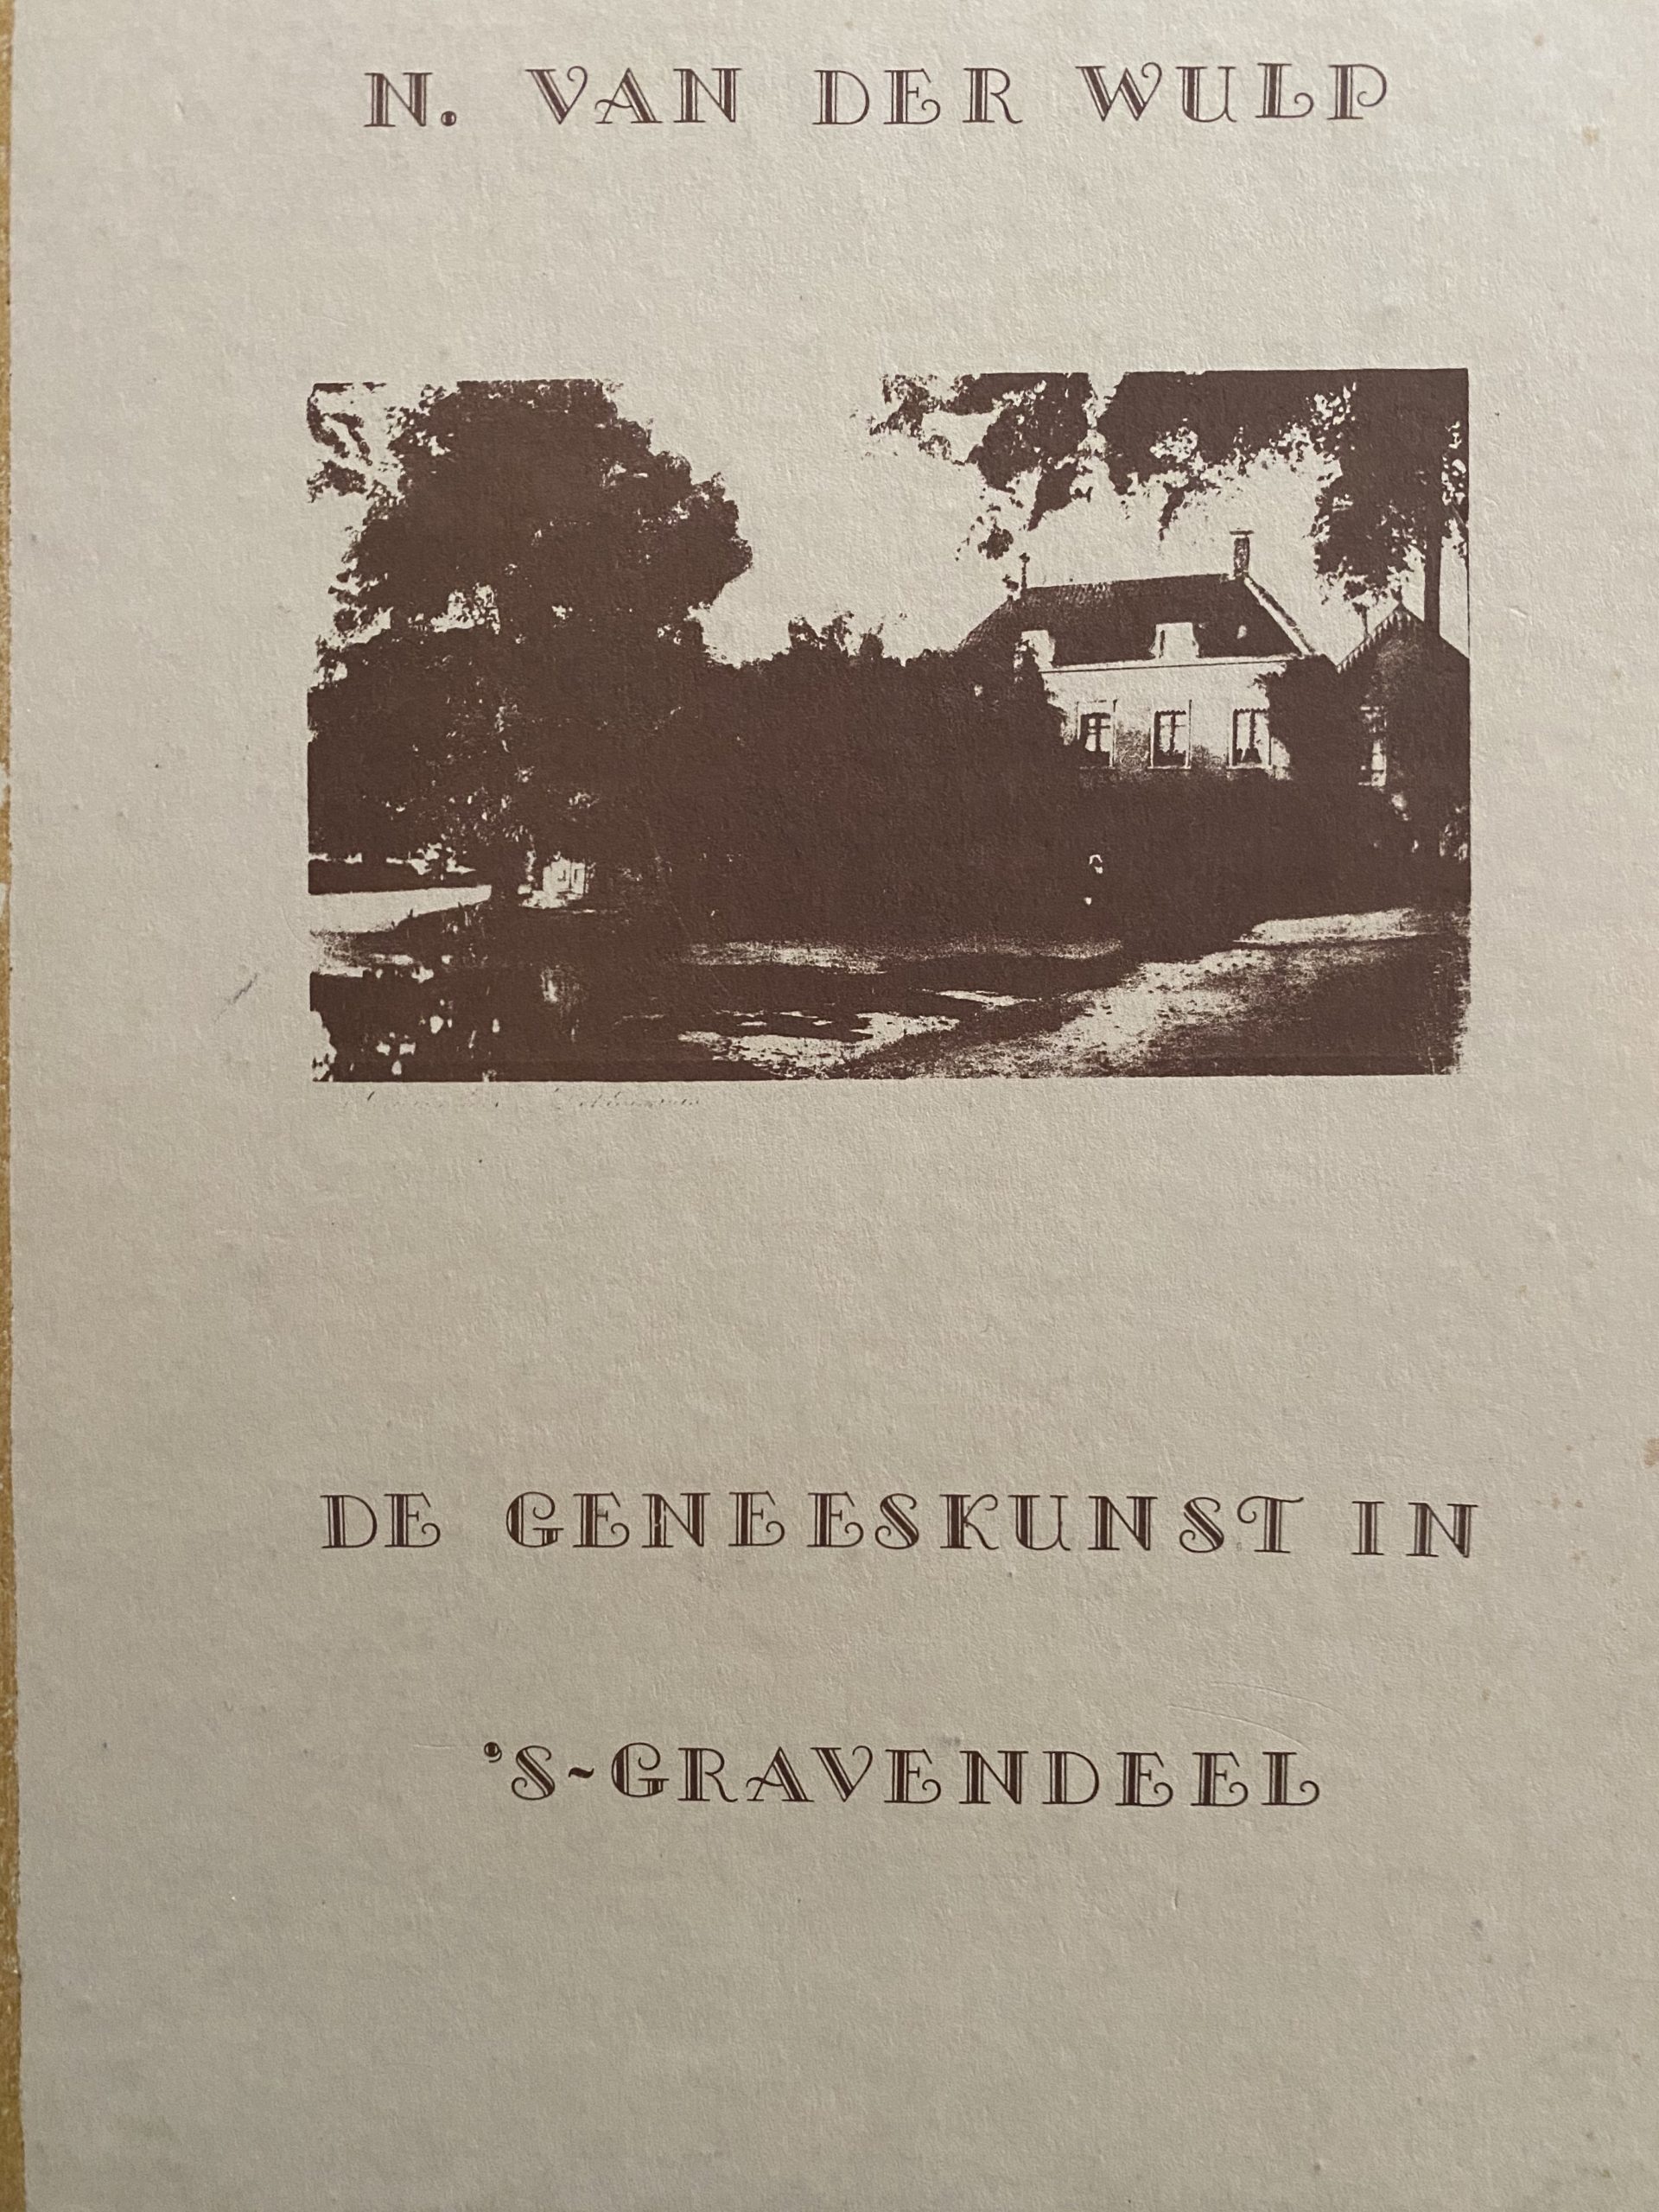 N. VAN DER WULP
DE GENEESKUNST IN
'S-GRAVENDEEL